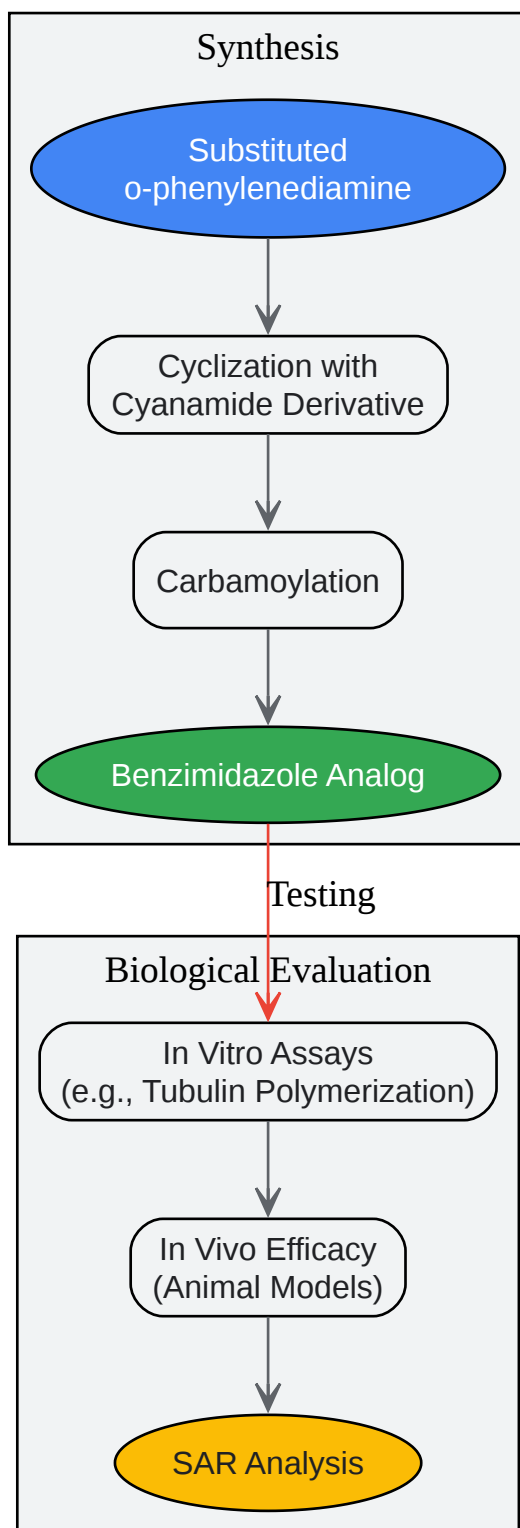 Synthesis
Substituted
o-phenylenediamine
Cyclization with
Cyanamide Derivative
Carbamoylation
Benzimidazole Analog
Testing
Biological Evaluation
In Vitro Assays
(e.g., Tubulin Polymerization)
In Vivo Efficacy
(Animal Models)
SAR Analysis